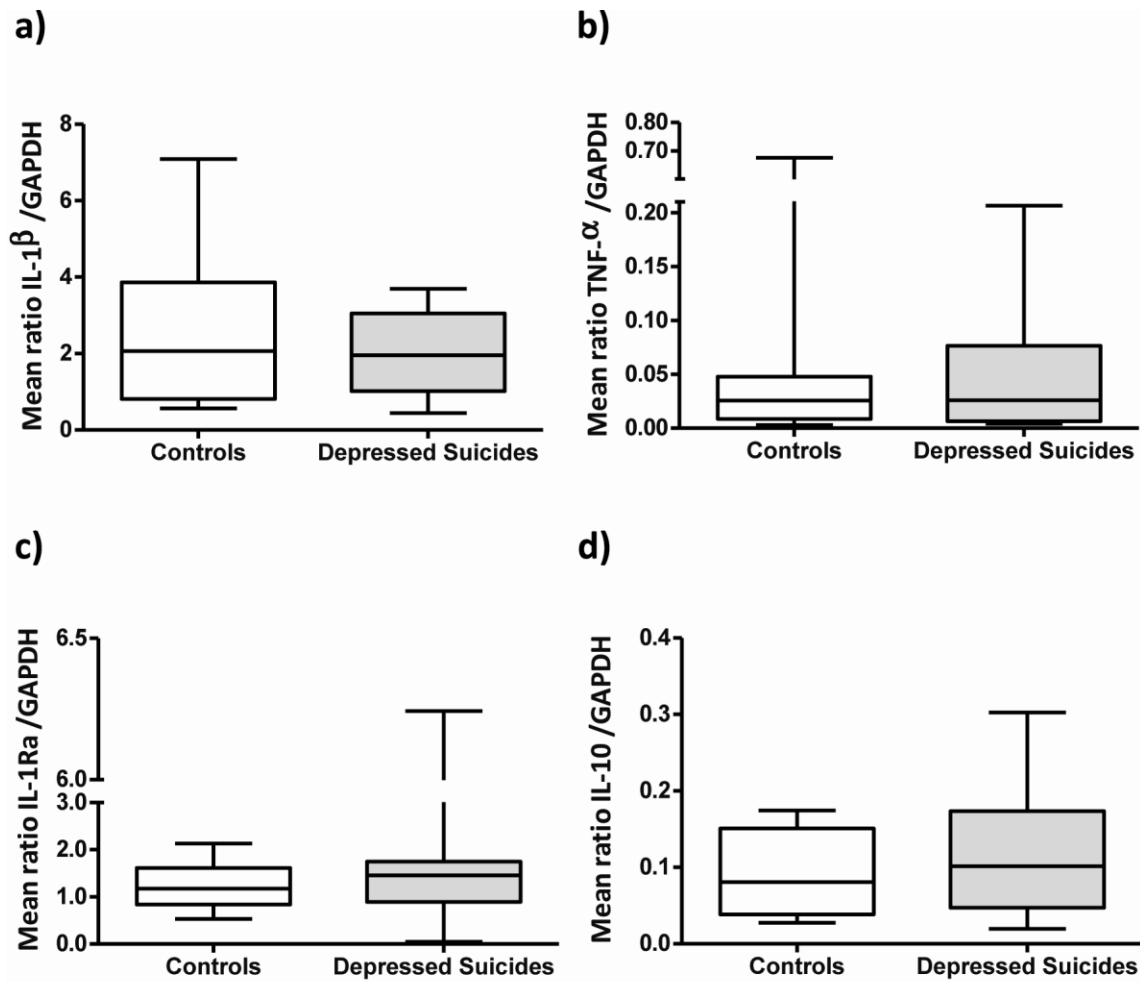 a)
Mean ratio IL-1β /GAPDH
8
6
4
2
0
Controls
Depressed Suicides
b)
Mean ratio TNF-α /GAPDH
0.80
0.70
0.20
0.15
0.10
0.05
0.00
Controls
Depressed Suicides
c)
Mean ratio IL-1Ra /GAPDH
6.5
6.0
3.0
2.0
1.0
0.0
Controls
Depressed Suicides
d)
Mean ratio IL-10 /GAPDH
0.4
0.3
0.2
0.1
0.0
Controls
Depressed Suicides